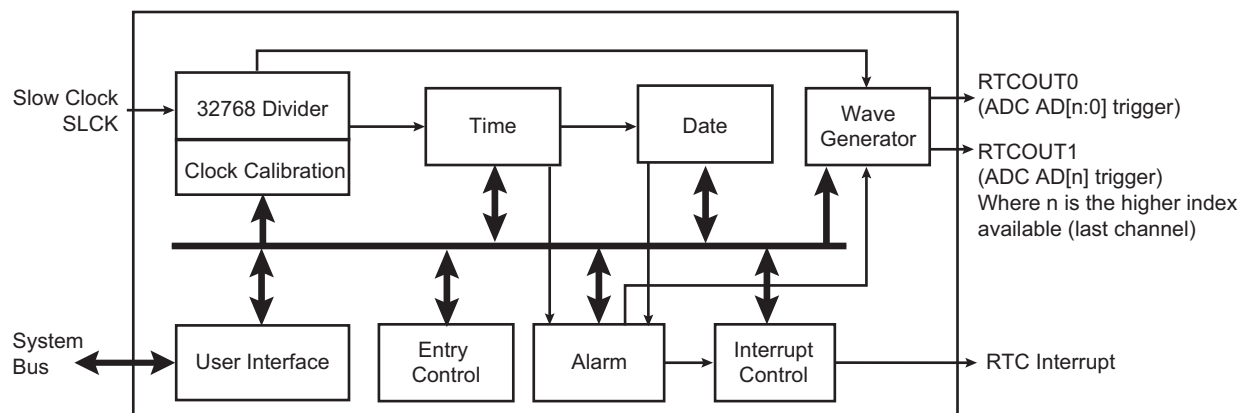 Slow Clock
SLCK
32768 Divider
Clock Calibration
Time
Date
Wave
Generator
RTCOUT0
(ADC AD[n:0] trigger)
RTCOUT1
(ADC AD[n] trigger)
Where n is the higher index
available (last channel)
System
Bus
User Interface
Entry
Control
Alarm
Interrupt
Control
RTC Interrupt